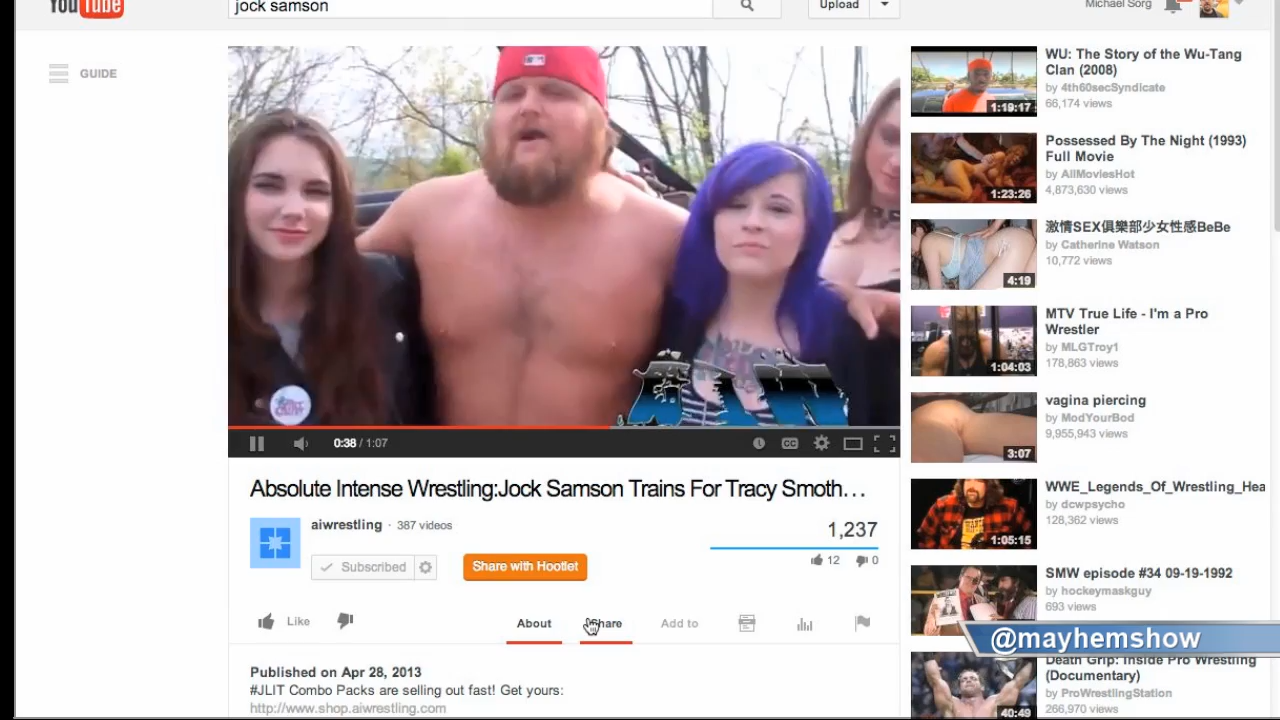 YouTube
jock samson
Upload
Michael Sorg
GUIDE
0:38 / 1:07
CC
Absolute Intense Wrestling:Jock Samson Trains For Tracy Smoth...
aiwrestling · 387 videos
Subscribed
Share with Hootlet
1,237
12
0
Like
About
Share
Add to
Published on Apr 28, 2013
#JLIT Combo Packs are selling out fast! Get yours:
http://www.shop.aiwrestling.com
1:19:17
WU: The Story of the Wu-Tang
Clan (2008)
by 4th60secSyndicate
66,174 views
1:23:26
Possessed By The Night (1993)
Full Movie
by AllMoviesHot
4,873,630 views
4:19
激情SEX俱樂部少女性感BeBe
by Catherine Watson
10,772 views
1:04:03
MTV True Life - I'm a Pro
Wrestler
by MLGTroy1
178,863 views
3:07
vagina piercing
by ModYourBod
9,955,943 views
1:05:15
WWE_Legends_Of_Wrestling_Hea
by dcwpsycho
128,362 views
SMW episode #34 09-19-1992
by hockeymaskguy
693 views
@mayhemshow
40:49
Death Grip: Inside Pro Wrestling
(Documentary)
by ProWrestlingStation
266,970 views